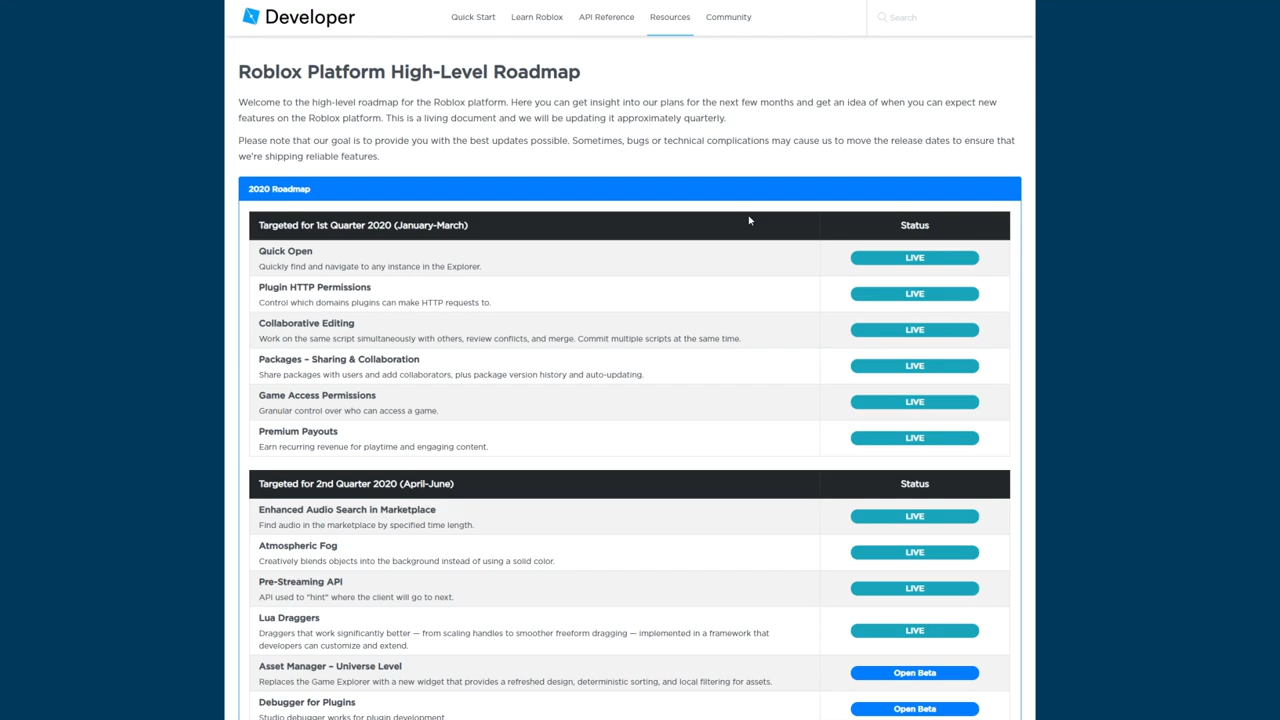 Developer
Quick Start
Learn Roblox
API Reference
Resources
Community
Search
Roblox Platform High-Level Roadmap
Welcome to the high-level roadmap for the Roblox platform. Here you can get insight into our plans for the next few months and get an idea of when you can expect new
features on the Roblox platform. This is a living document and we will be updating it approximately quarterly.
Please note that our goal is to provide you with the best updates possible. Sometimes, bugs or technical complications may cause us to move the release dates to ensure that
we're shipping reliable features.
2020 Roadmap
Targeted for 1st Quarter 2020 (January-March)
Status
Quick Open
Quickly find and navigate to any instance in the Explorer.
LIVE
Plugin HTTP Permissions
Control which domains plugins can make HTTP requests to.
LIVE
Collaborative Editing
Work on the same script simultaneously with others, review conflicts, and merge. Commit multiple scripts at the same time.
LIVE
Packages – Sharing & Collaboration
Share packages with users and add collaborators, plus package version history and auto-updating.
LIVE
Game Access Permissions
Granular control over who can access a game.
LIVE
Premium Payouts
Earn recurring revenue for playtime and engaging content.
LIVE
Targeted for 2nd Quarter 2020 (April-June)
Status
Enhanced Audio Search in Marketplace
Find audio in the marketplace by specified time length.
LIVE
Atmospheric Fog
Creatively blends objects into the background instead of using a solid color.
LIVE
Pre-Streaming API
API used to "hint" where the client will go to next.
LIVE
Lua Draggers
Draggers that work significantly better — from scaling handles to smoother freeform dragging — implemented in a framework that
developers can customize and extend.
LIVE
Asset Manager – Universe Level
Replaces the Game Explorer with a new widget that provides a refreshed design, deterministic sorting, and local filtering for assets.
Open Beta
Debugger for Plugins
Studio debugger works for plugin development
Open Beta